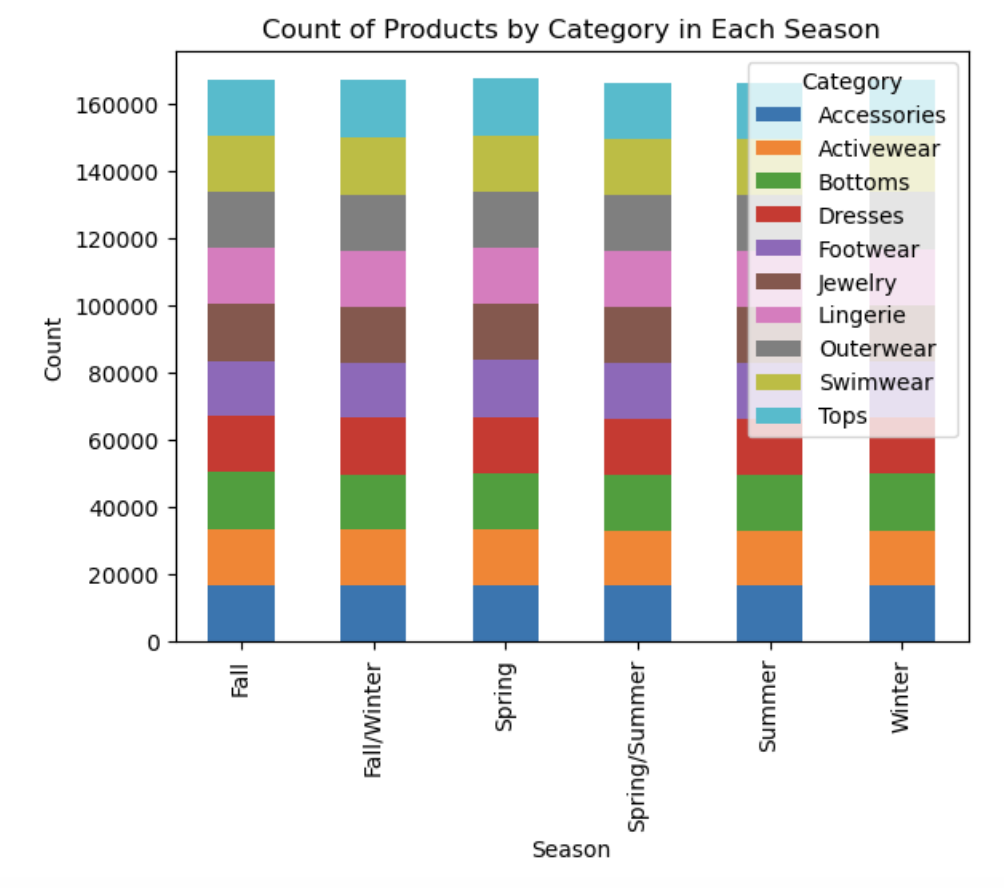 Count of Products by Category in Each Season
Category
Accessories
Activewear
Bottoms
Dresses
Footwear
Jewelry
Lingerie
Outerwear
Swimwear
Tops
160000
140000
120000
100000
80000
60000
40000
20000
0
Count
Fall
Fall/Winter
Spring
Spring/Summer
Summer
Winter
Season